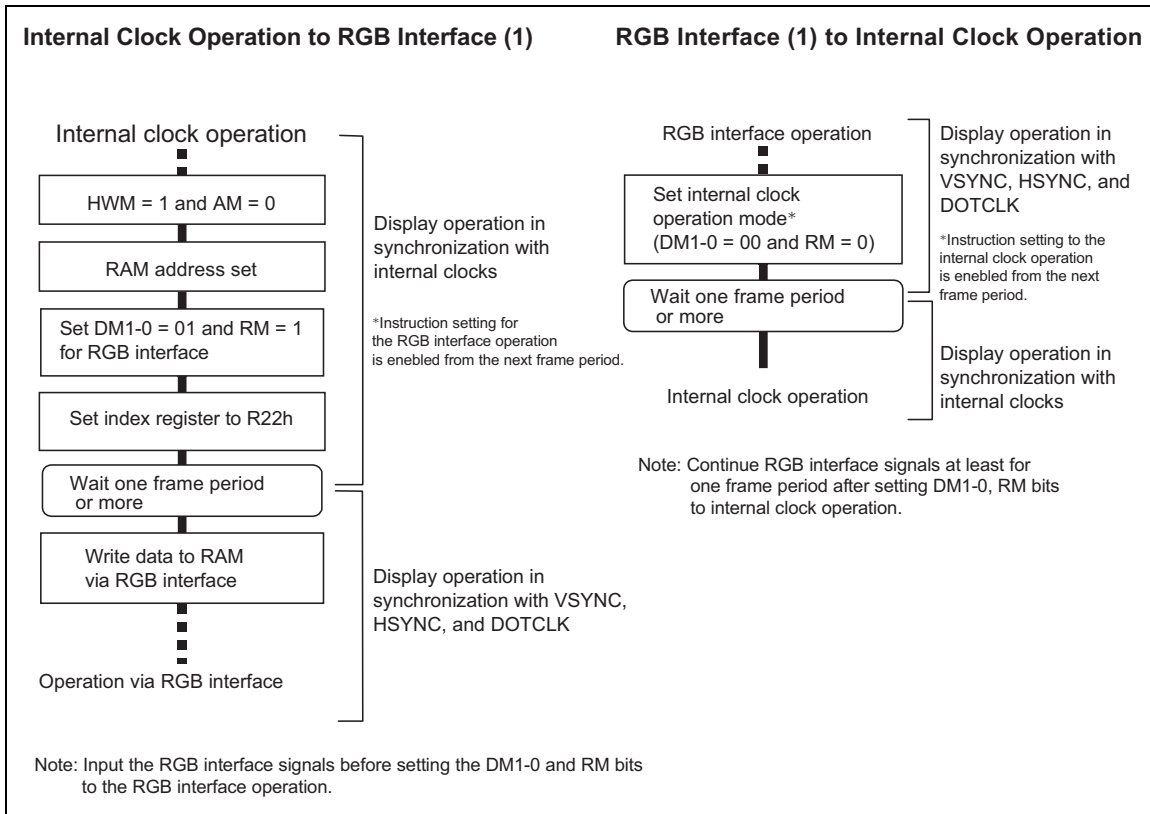 Internal Clock Operation to RGB Interface (1)
Internal clock operation
HWM = 1 and AM = 0
RAM address set
Set DM1-0 = 01 and RM = 1
for RGB interface
Set index register to R22h
Wait one frame period
or more
Write data to RAM
via RGB interface
Operation via RGB interface
Display operation in
synchronization with
internal clocks
*Instruction setting for
the RGB interface operation
is enebled from the next frame period.
Display operation in
synchronization with VSYNC,
HSYNC, and DOTCLK
Note: Input the RGB interface signals before setting the DM1-0 and RM bits
to the RGB interface operation.
RGB Interface (1) to Internal Clock Operation
RGB interface operation
Set internal clock
operation mode*
(DM1-0 = 00 and RM = 0)
Wait one frame period
or more
Internal clock operation
Display operation in
synchronization with
VSYNC, HSYNC, and
DOTCLK
*Instruction setting to the
internal clock operation
is enabled from the next
frame period.
Display operation in
synchronization with
internal clocks
Note: Continue RGB interface signals at least for
one frame period after setting DM1-0, RM bits
to internal clock operation.